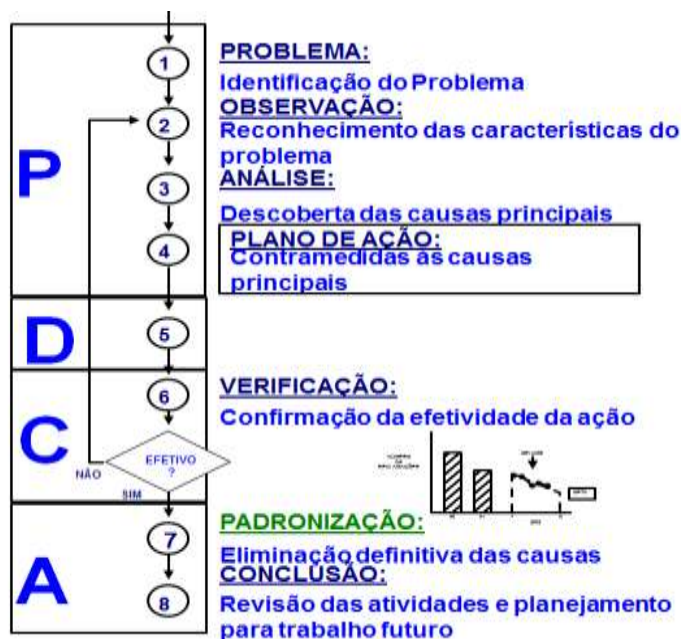 P
1
PROBLEMA:
Identificação do Problema
2
OBSERVAÇÃO:
Reconhecimento das características do
problema
3
ANÁLISE:
Descoberta das causas principais
4
PLANO DE AÇÃO:
Contramedidas às causas
principais
D
5
C
6
VERIFICAÇÃO:
Confirmação da efetividade da ação
EFETIVO
?
NÃO
SIM
A
7
PADRONIZAÇÃO:
Eliminação definitiva das causas
CONCLUSÃO:
8
Revisão das atividades e planejamento
para trabalho futuro